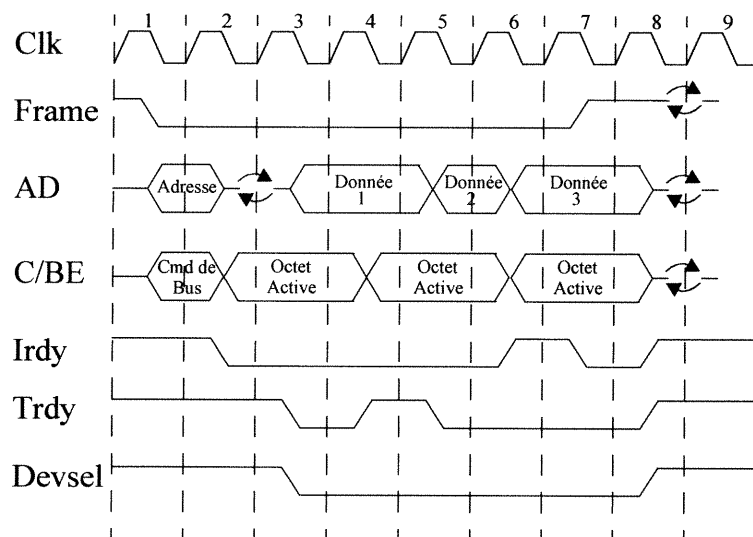 1 2 3 4 5 6 7 8 9
Clk
Frame
AD
Adresse
Donnée
1
Donnée
2
Donnée
3
C/BE
Cmd de
Bus
Octet
Active
Octet
Active
Octet
Active
Irdy
Trdy
Devsel